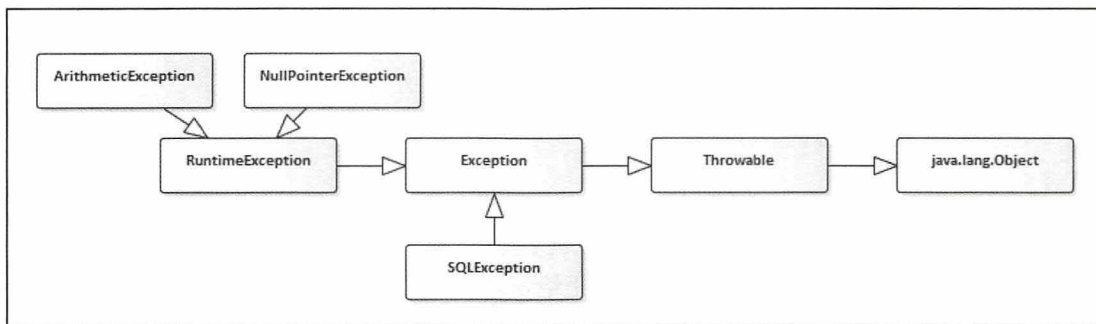 ArithmeticException
NullPointerException
RuntimeException
Exception
Throwable
java.lang.Object
SQLException